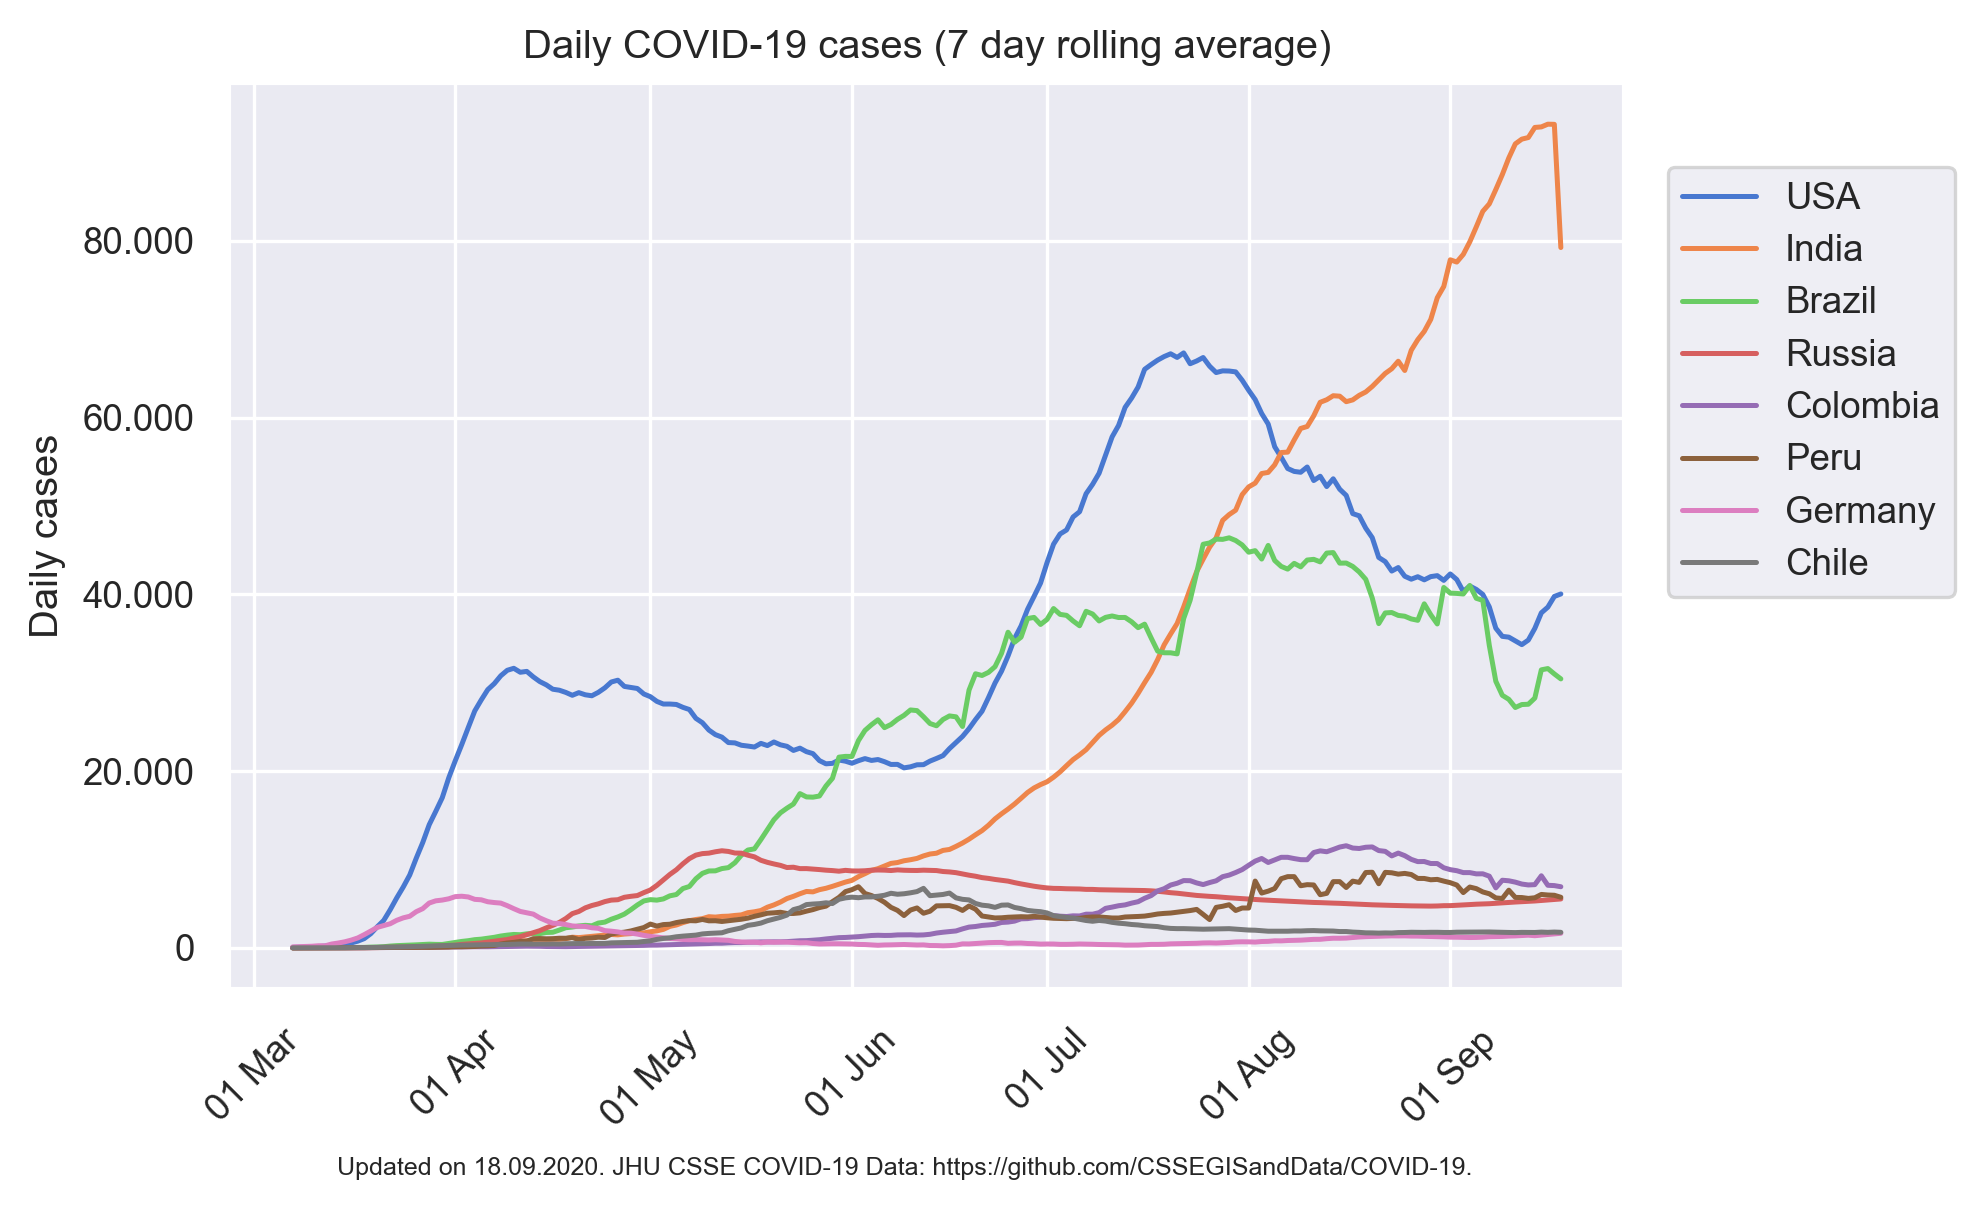 Daily COVID-19 cases (7 day rolling average)
Daily cases
80.000
60.000
40.000
20.000
0
01 Mar
01 Apr
01 May
01 Jun
01 Jul
01 Aug
01 Sep
USA
India
Brazil
Russia
Colombia
Peru
Germany
Chile
Updated on 18.09.2020. JHU CSSE COVID-19 Data: https://github.com/CSSEGISandData/COVID-19.